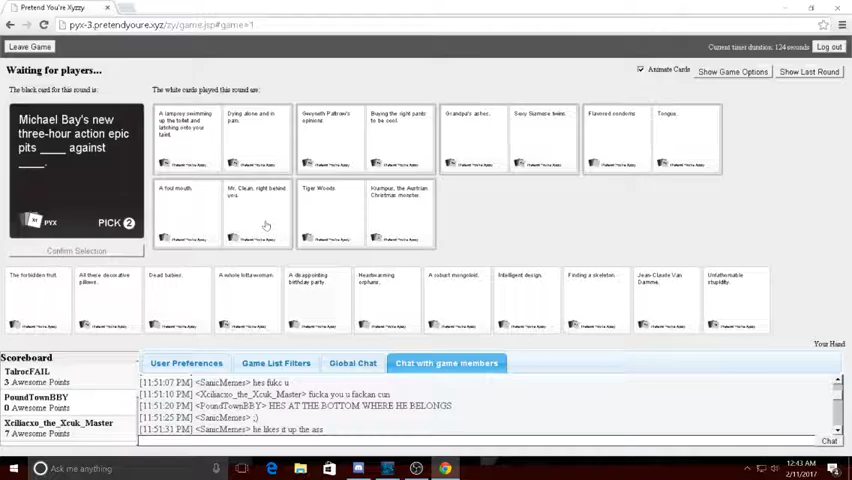 Pretend You're Xyzzy
pyx-3.pretendyoure.xyz/zy/game.jsp#game=1
Leave Game
Current timer duration: 124 seconds
Log out
Waiting for players...
Animate Cards
Show Game Options
Show Last Round
The black card for this round is:
The white cards played this round are:
Michael Bay's new
three-hour action epic
pits ____ against
____.
PYX
PICK 2
Confirm Selection
A lamprey swimming
up the toilet and
latching onto your
taint.
Dying alone and in
pain.
Gwyneth Paltrow's
opinions.
Buying the right pants
to be cool.
Grandpa's ashes.
Sexy Siamese twins.
Flavored condoms.
Tongue.
A foul mouth.
Mr. Clean, right behind
you.
Tiger Woods.
Krampus, the Austrian
Christmas monster.
The forbidden fruit.
All these decorative
pillows.
Dead babies.
A whole lotta woman.
A disappointing
birthday party.
Heartwarming
orphans.
A robust mongoloid.
Intelligent design.
Finding a skeleton.
Jean-Claude Van
Damme.
Unfathomable
stupidity.
Your Hand
Scoreboard
TalrocFAIL
3 Awesome Points
PoundTownBBY
0 Awesome Points
Xciliacxo_the_Xcuk_Master
7 Awesome Points
User Preferences
Game List Filters
Global Chat
Chat with game members
[11:51:07 PM] <SanicMemes> hes fukc u
[11:51:10 PM] <Xciliacxo_the_Xcuk_Master> fucka you u fackan cun
[11:51:20 PM] <PoundTownBBY> HES AT THE BOTTOM WHERE HE BELONGS
[11:51:25 PM] <SanicMemes> ;)
[11:51:31 PM] <SanicMemes> he likes it up the ass
Chat
Ask me anything
12:43 AM
2/11/2017